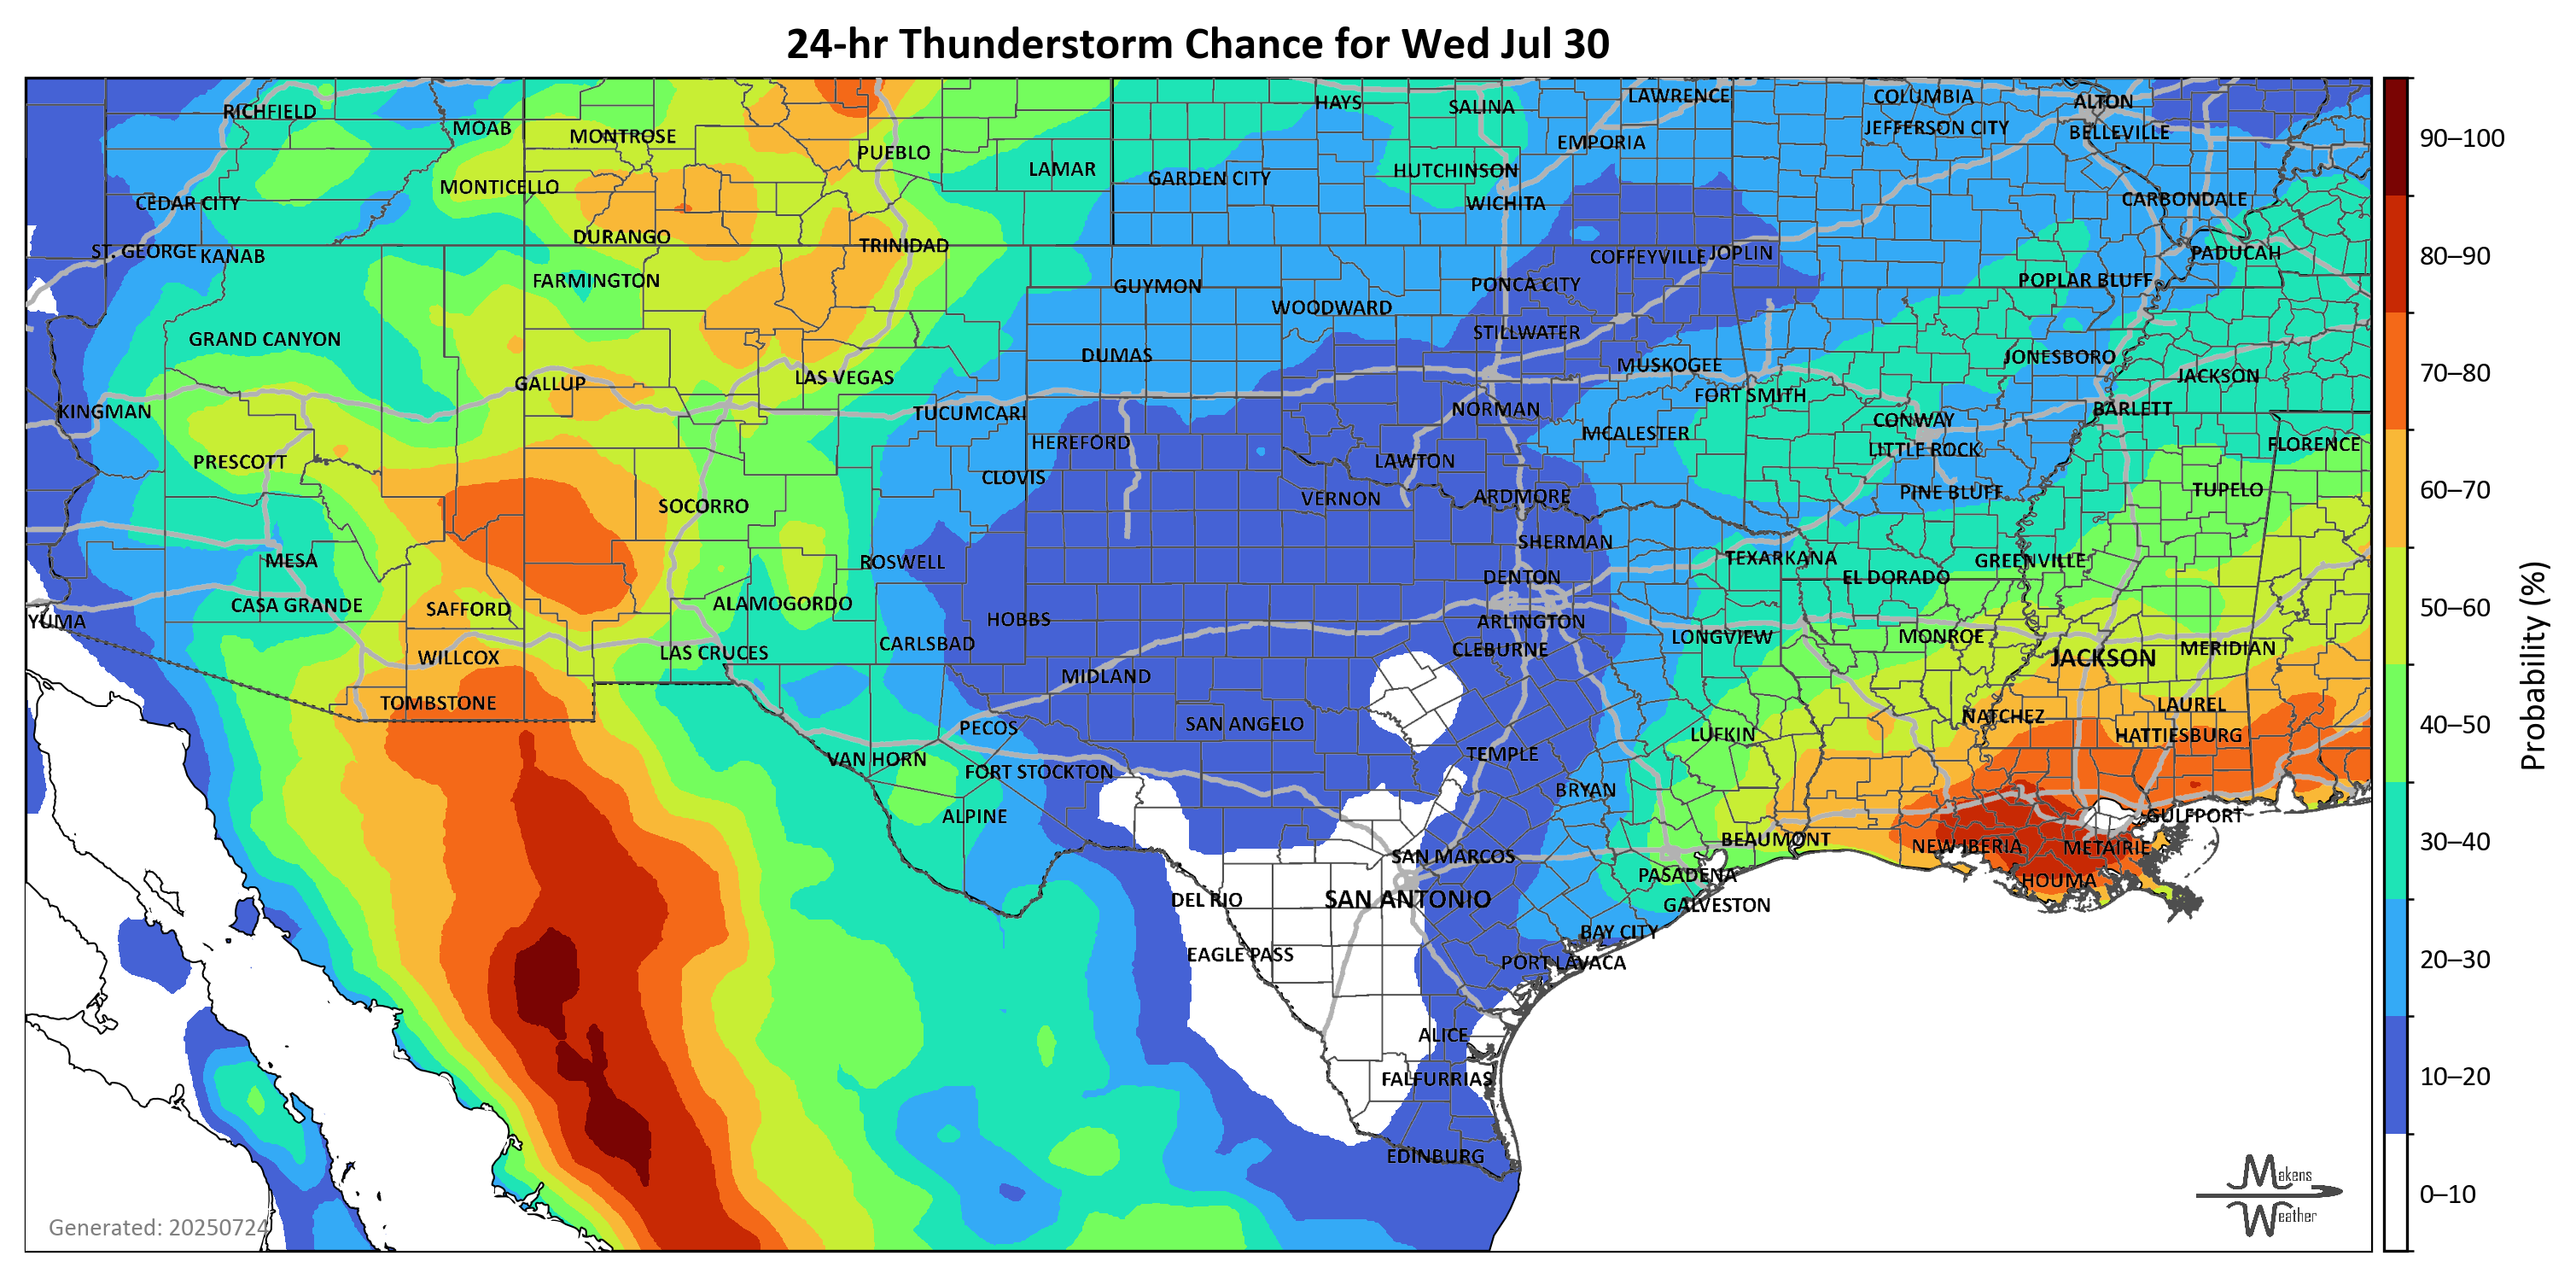 24-hr Thunderstorm Chance for Wed Jul 30
HAYS
SALINA
LAWRENCE
COLUMBIA
ALTON
RICHFIELD
MOAB
MONTROSE
JEFFERSON CITY
BELLEVILLE
90–100
EMPORIA
PUEBLO
LAMAR
HUTCHINSON
GARDEN CITY
MONTICELLO
CEDAR CITY
WICHITA
CARBONDALE
DURANGO
TRINIDAD
ST. GEORGE
KANAB
COFFEYVILLE
JOPLIN
PADUCAH
80–90
FARMINGTON
GUYMON
PONCA CITY
POPLAR BLUFF
WOODWARD
STILLWATER
GRAND CANYON
DUMAS
JONESBORO
MUSKOGEE
JACKSON
70–80
GALLUP
LAS VEGAS
FORT SMITH
KINGMAN
TUCUMCARI
NORMAN
BARLETT
CONWAY
MCALESTER
HEREFORD
LITTLE ROCK
FLORENCE
PRESCOTT
LAWTON
CLOVIS
VERNON
ARDMORE
PINE BLUFF
TUPELO
60–70
SOCORRO
SHERMAN
MESA
ROSWELL
TEXARKANA
GREENVILLE
DENTON
EL DORADO
CASA GRANDE
SAFFORD
ALAMOGORDO
50–60
YUMA
HOBBS
ARLINGTON
LONGVIEW
MONROE
CARLSBAD
CLEBURNE
LAS CRUCES
WILLCOX
JACKSON
MERIDIAN
Probability (%)
MIDLAND
TOMBSTONE
LAUREL
NATCHEZ
PECOS
SAN ANGELO
LUFKIN
HATTIESBURG
40–50
TEMPLE
VAN HORN
FORT STOCKTON
BRYAN
ALPINE
GULFPORT
BEAUMONT
NEW IBERIA
METAIRIE
30–40
SAN MARCOS
PASADENA
HOUMA
DEL RIO
SAN ANTONIO
GALVESTON
BAY CITY
EAGLE PASS
PORT LAVACA
20–30
ALICE
FALFURRIAS
10–20
EDINBURG
Makens
Weather
0–10
Generated: 20250724